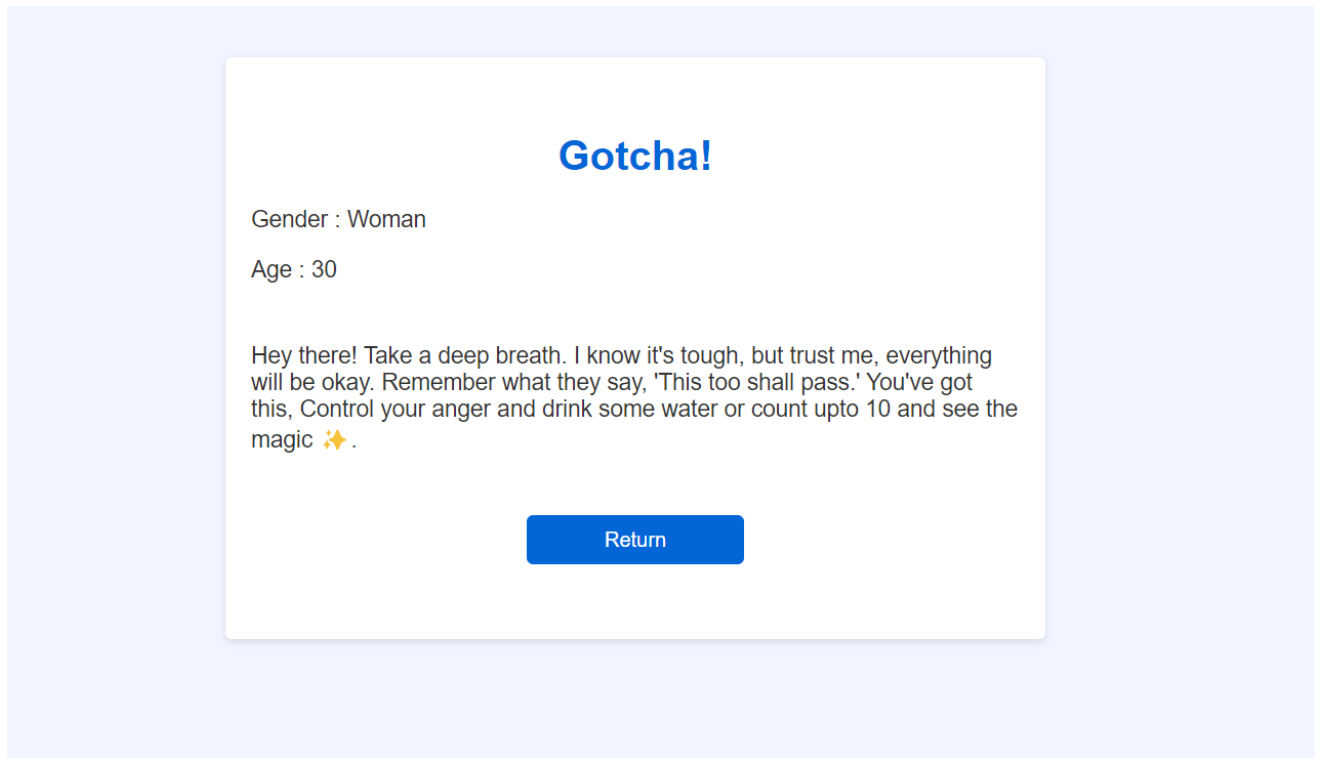 Gotcha!
Gender : Woman
Age : 30
Hey there! Take a deep breath. I know it's tough, but trust me, everything
will be okay. Remember what they say, 'This too shall pass.' You've got
this, Control your anger and drink some water or count upto 10 and see the
magic ✨ .
Return